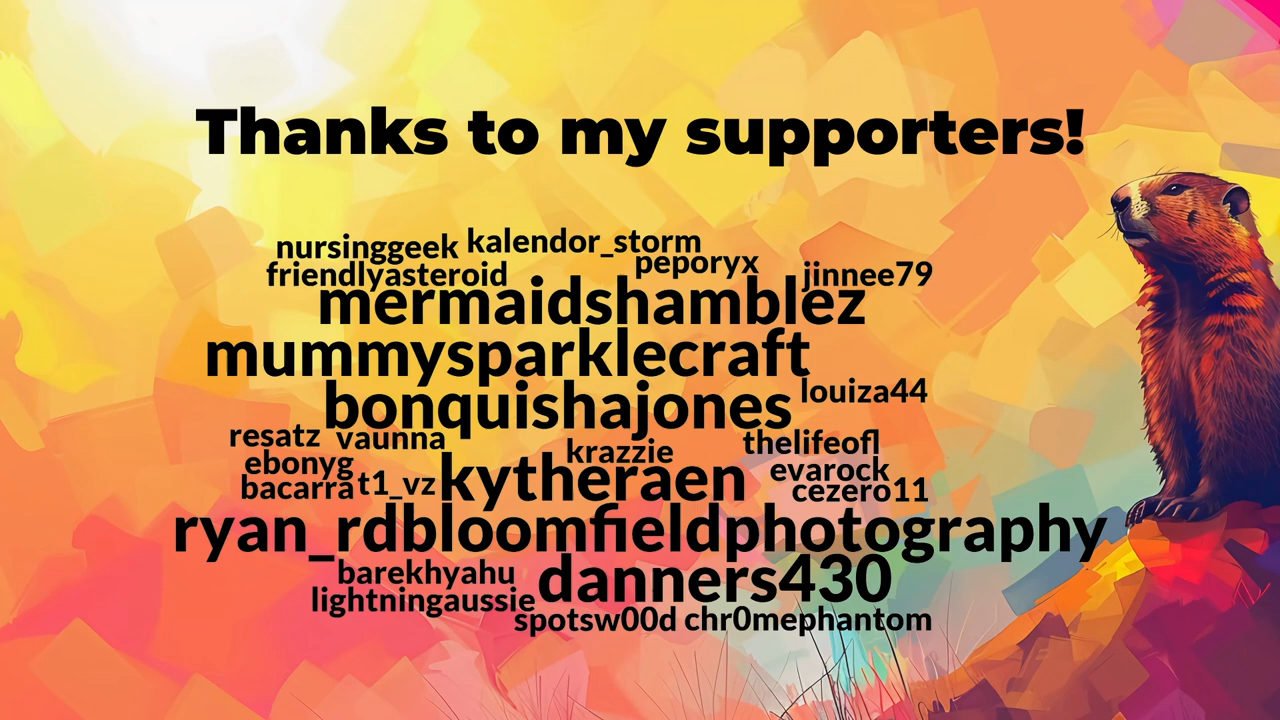 Thanks to my supporters!
nursinggeek kalendor_storm
friendlyasteroid peporyx jinnee79
mermaidshamblez
mummysparklecraft
bonquishajones louiza44
resatz vaunna krazzie thelifeofl
ebonyg evarock
bacarra t1_vz kytheraen cezero11
ryan_rdbloomfieldphotography
barekhyahu danners430
lightningaussie
spotsw00d chr0mephantom